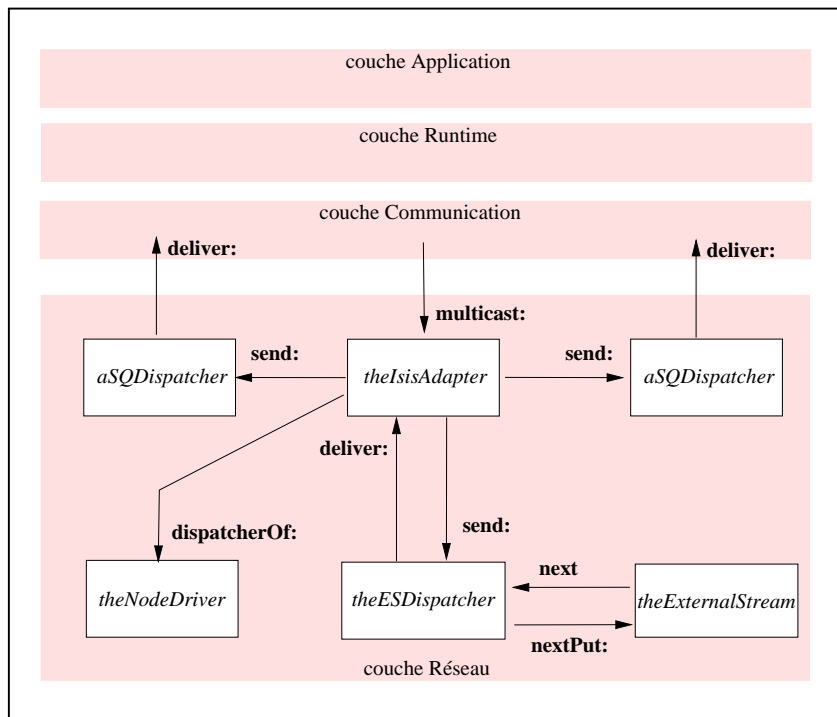 couche Application
couche Runtime
couche Communication
deliver:
deliver:
multicast:
send:
send:
aSQDispatcher
theIsisAdapter
aSQDispatcher
deliver:
send:
dispatcherOf:
next
theNodeDriver
theESDispatcher
theExternalStream
nextPut:
couche Réseau